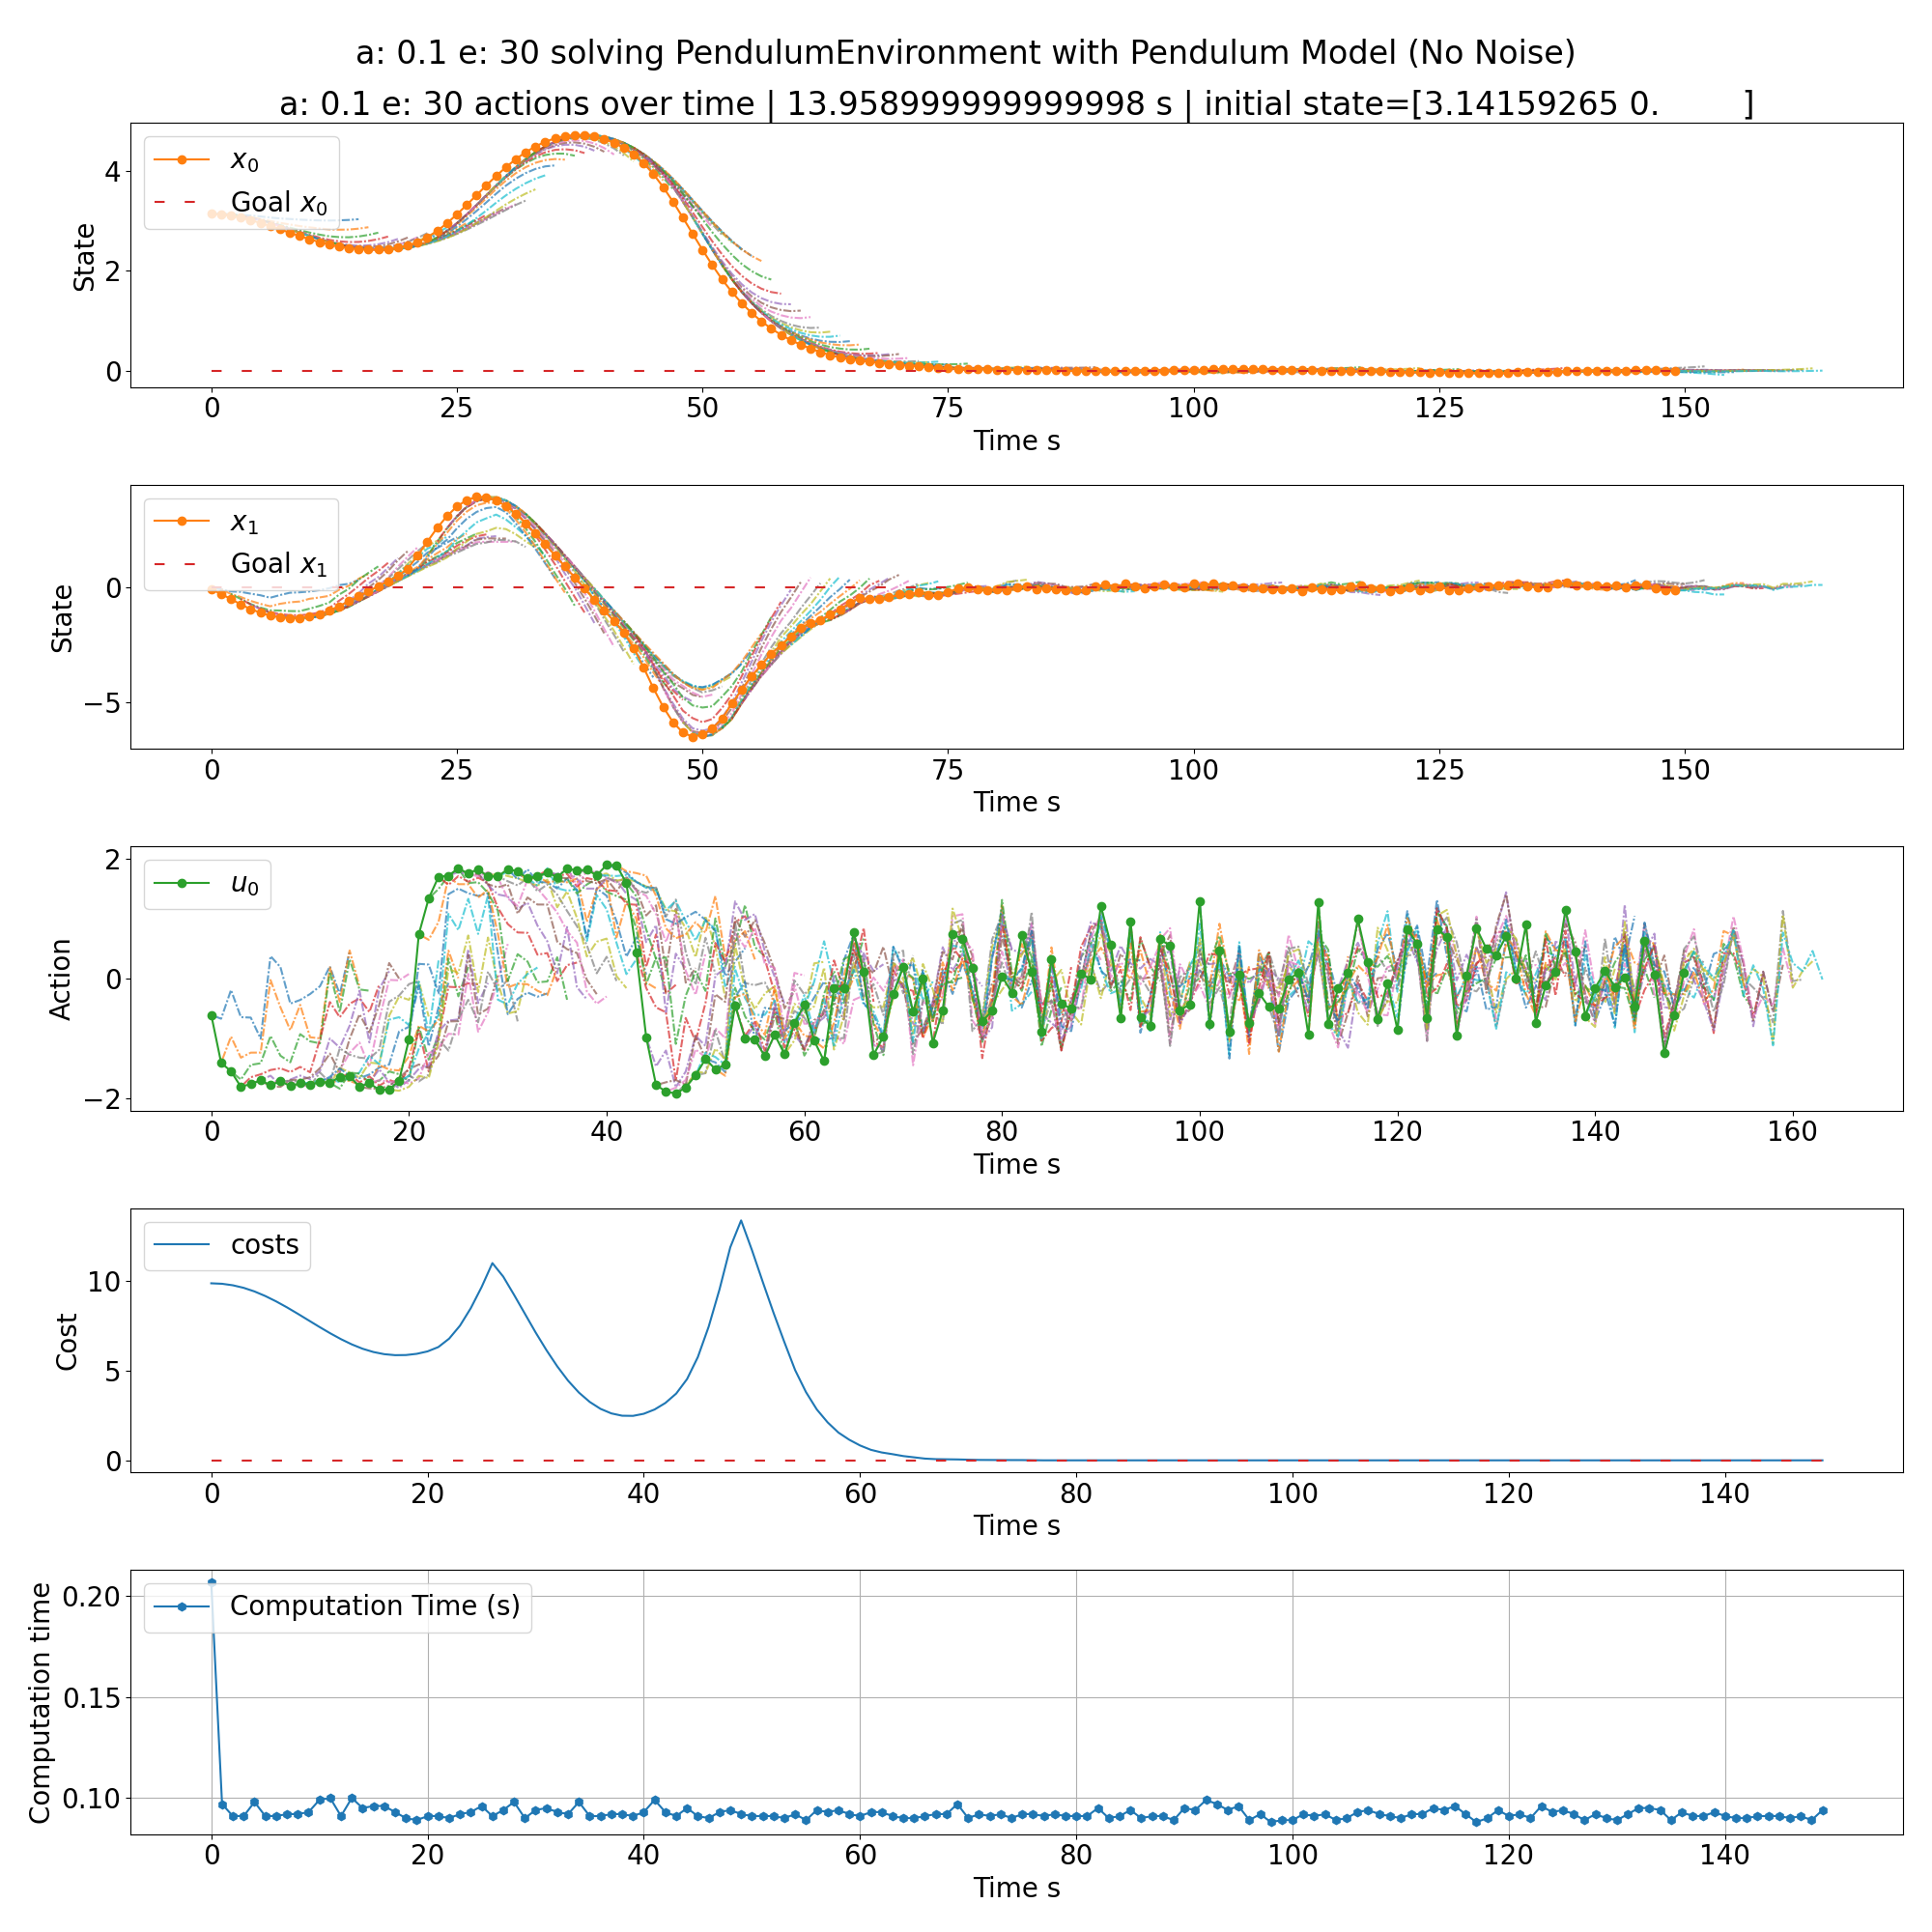 a: 0.1 e: 30 solving PendulumEnvironment with Pendulum Model (No Noise)
a: 0.1 e: 30 actions over time | 13.958999999999998 s | initial state=[3.14159265 0.         ]
x₀
Goal x₀
State
4
2
0
0 25 50 75 100 125 150
Time s
x₁
Goal x₁
State
0
−5
0 25 50 75 100 125 150
Time s
u₀
Action
2
0
−2
0 20 40 60 80 100 120 140 160
Time s
costs
Cost
10
5
0
0 20 40 60 80 100 120 140
Time s
Computation Time (s)
Computation time
0.20
0.15
0.10
0 20 40 60 80 100 120 140
Time s